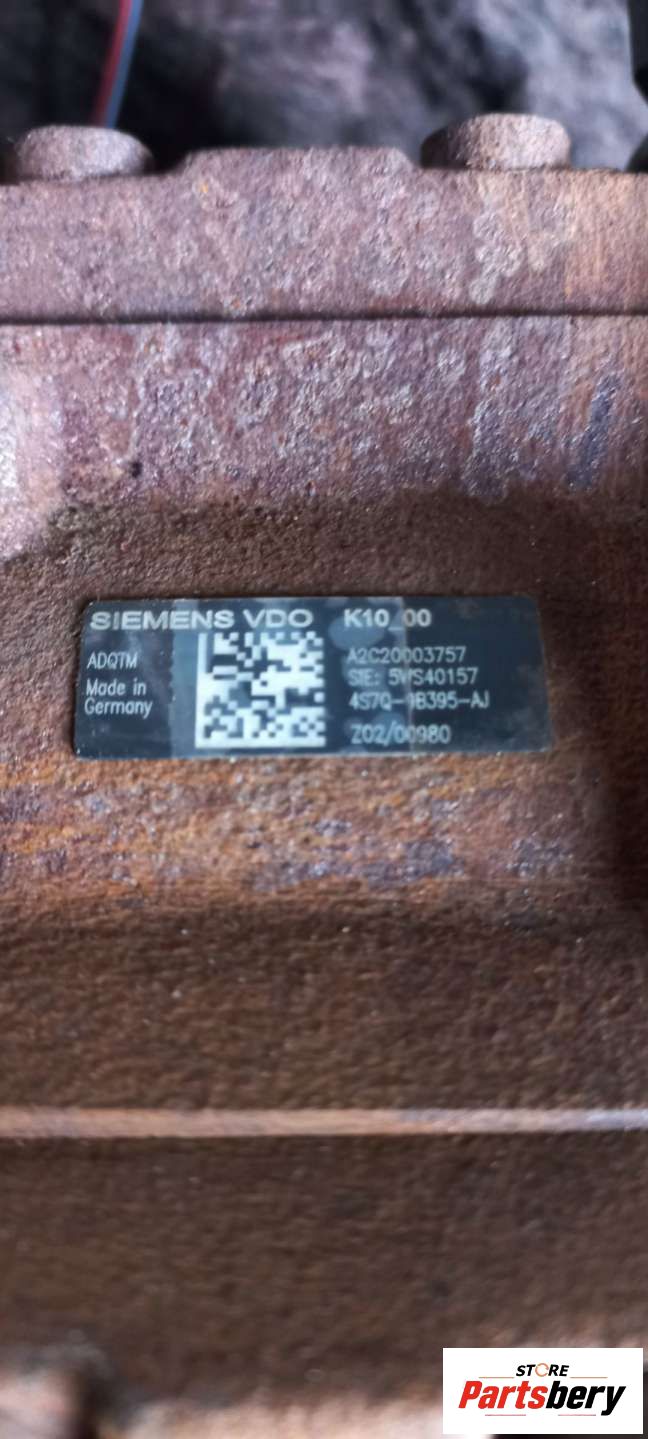 SIEMENS VDO K10_00
ADQTM
Made in
Germany
A2C20003757
SIE: 5WS40157
4S7Q-9B395-AJ
Z02/00980
STORE
Partsbery